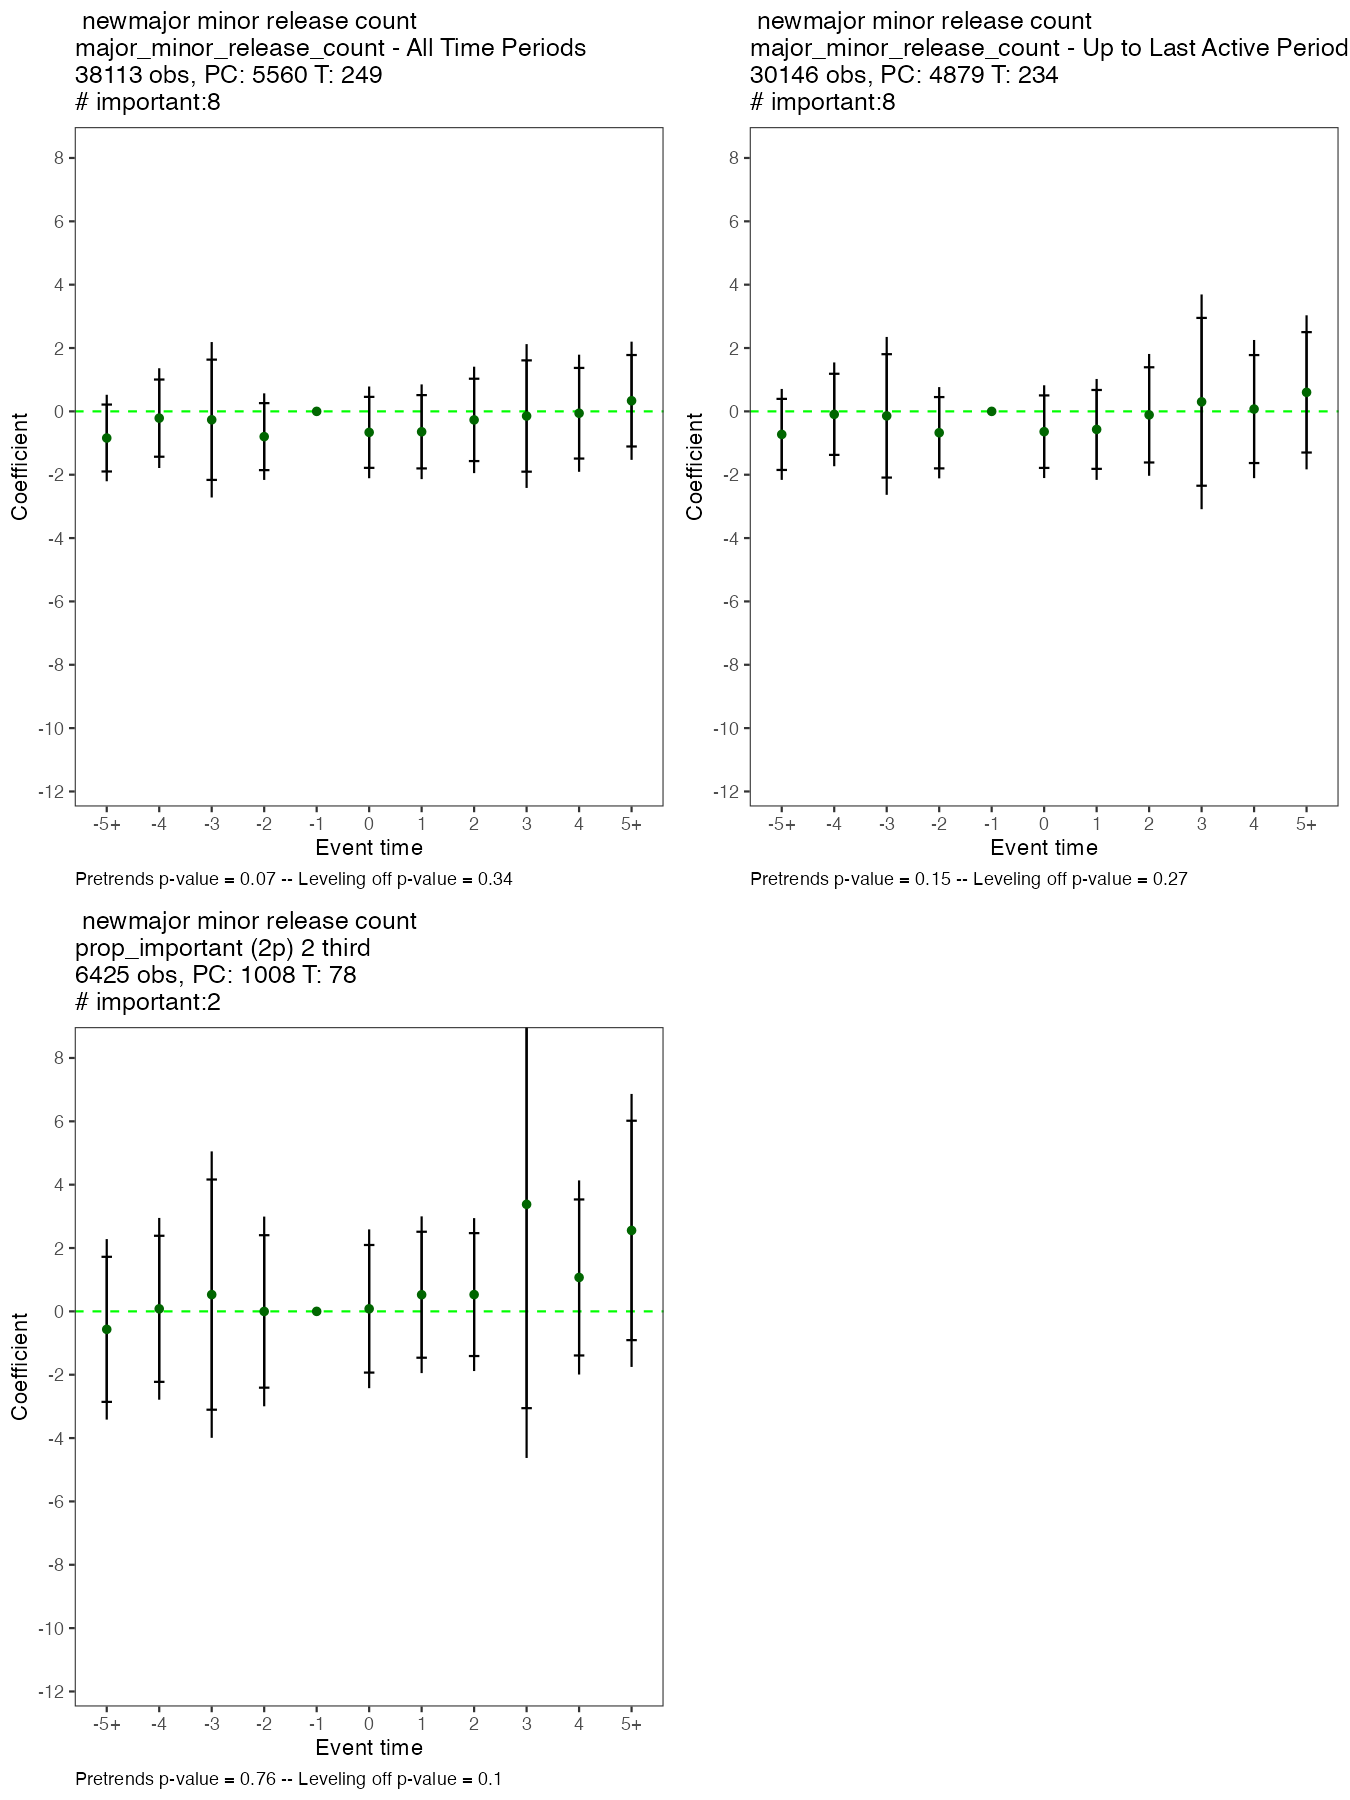 newmajor minor release count
major_minor_release_count - All Time Periods
38113 obs, PC: 5560 T: 249
# important:8
8
6
4
2
0
-2
-4
-6
-8
-10
-12
Coefficient
-5+ -4 -3 -2 -1 0 1 2 3 4 5+
Event time
Pretrends p-value = 0.07 -- Leveling off p-value = 0.34
newmajor minor release count
major_minor_release_count - Up to Last Active Period
30146 obs, PC: 4879 T: 234
# important:8
8
6
4
2
0
-2
-4
-6
-8
-10
-12
Coefficient
-5+ -4 -3 -2 -1 0 1 2 3 4 5+
Event time
Pretrends p-value = 0.15 -- Leveling off p-value = 0.27
newmajor minor release count
prop_important (2p) 2 third
6425 obs, PC: 1008 T: 78
# important:2
8
6
4
2
0
-2
-4
-6
-8
-10
-12
Coefficient
-5+ -4 -3 -2 -1 0 1 2 3 4 5+
Event time
Pretrends p-value = 0.76 -- Leveling off p-value = 0.1